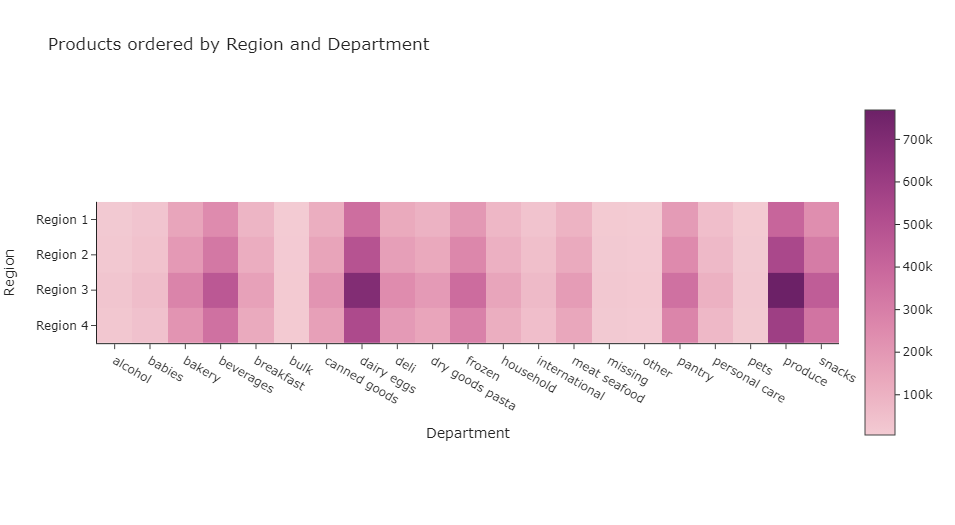 Products ordered by Region and Department
700k
600k
500k
400k
300k
200k
100k
Region
Region 1
Region 2
Region 3
Region 4
alcohol
babies
bakery
beverages
breakfast
bulk
canned goods
dairy eggs
deli
dry goods pasta
frozen
household
international
meat seafood
missing
other
pantry
personal care
pets
produce
snacks
Department